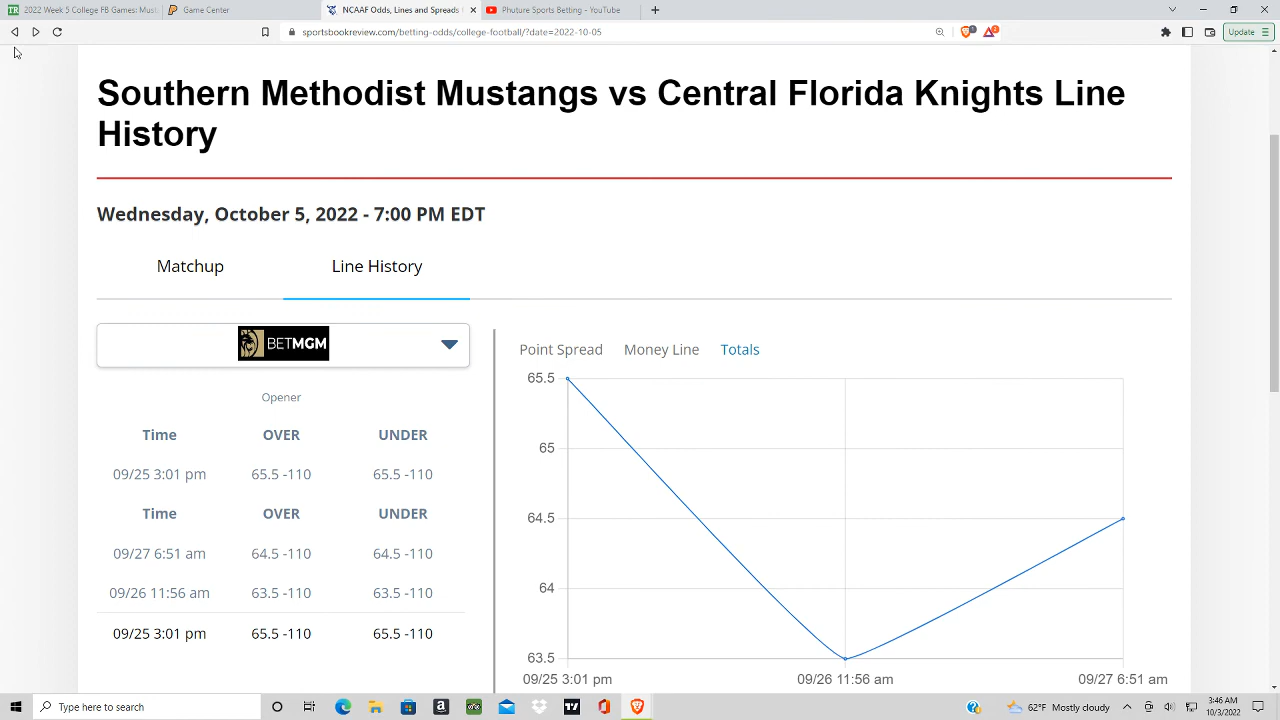 2022 Week 5 College FB Games: Mus
Game Center
NCAAF Odds, Lines and Spreads
Phuture Sports Betting - YouTube
sportsbookreview.com/betting-odds/college-football/?date=2022-10-05
Update
Southern Methodist Mustangs vs Central Florida Knights Line
History
Wednesday, October 5, 2022 - 7:00 PM EDT
Matchup
Line History
BETMGM
Point Spread Money Line Totals
Opener
Time OVER UNDER
09/25 3:01 pm 65.5 -110 65.5 -110
Time OVER UNDER
09/27 6:51 am 64.5 -110 64.5 -110
09/26 11:56 am 63.5 -110 63.5 -110
09/25 3:01 pm 65.5 -110 65.5 -110
65.5
65
64.5
64
63.5
09/25 3:01 pm 09/26 11:56 am 09/27 6:51 am
Type here to search
62°F Mostly cloudy
3:46 AM
10/3/2022